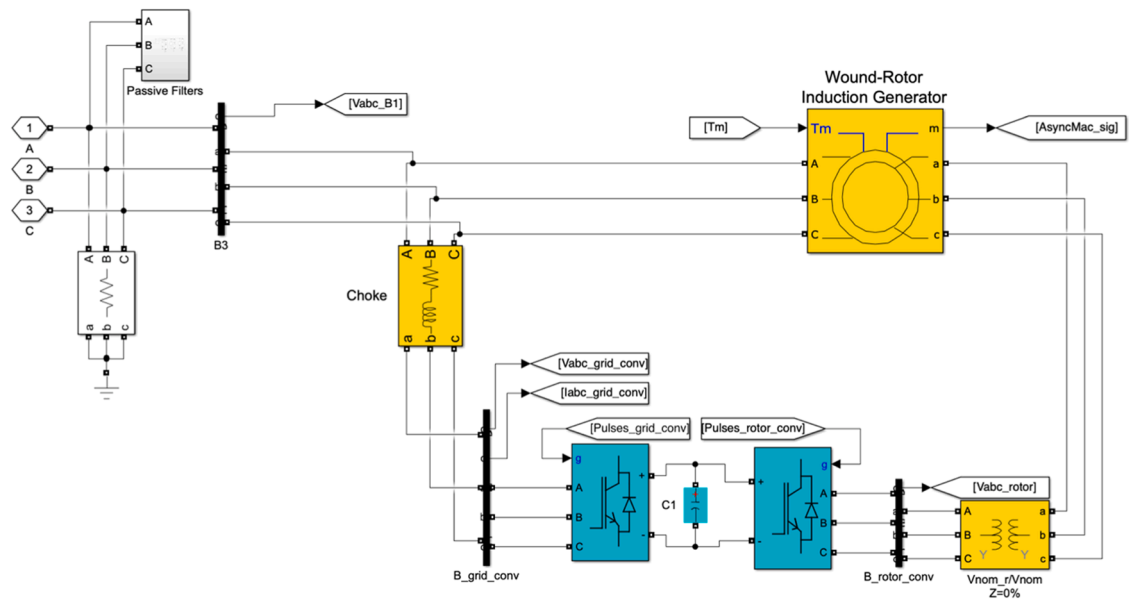 A
B
C
Passive Filters
1
A
2
B
3
C
[Vabc_B1]
B3
A B C
a b c
Wound-Rotor
Induction Generator
[Tm]
Tm
m
[AsyncMac_sig]
A
a
B
b
C
c
Choke
A B C
a b c
[Vabc_grid_conv]
[Iabc_grid_conv]
[Pulses_grid_conv]
[Pulses_rotor_conv]
g
+
A
B
-
C
B_grid_conv
C1
g
+
A
B
-
C
[Vabc_rotor]
B_rotor_conv
A
a
B
b
Y Y
C
c
Vnom_r/Vnom
Z=0%